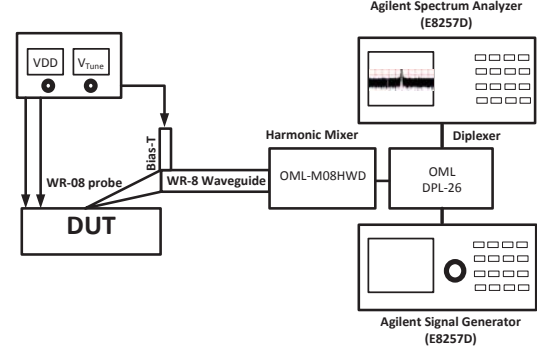 Agilent Spectrum Analyzer
(E8257D)
VDD
VTune
Bias-T
Harmonic Mixer
Diplexer
WR-08 probe
WR-8 Waveguide
OML-M08HWD
OML
DPL-26
DUT
Agilent Signal Generator
(E8257D)